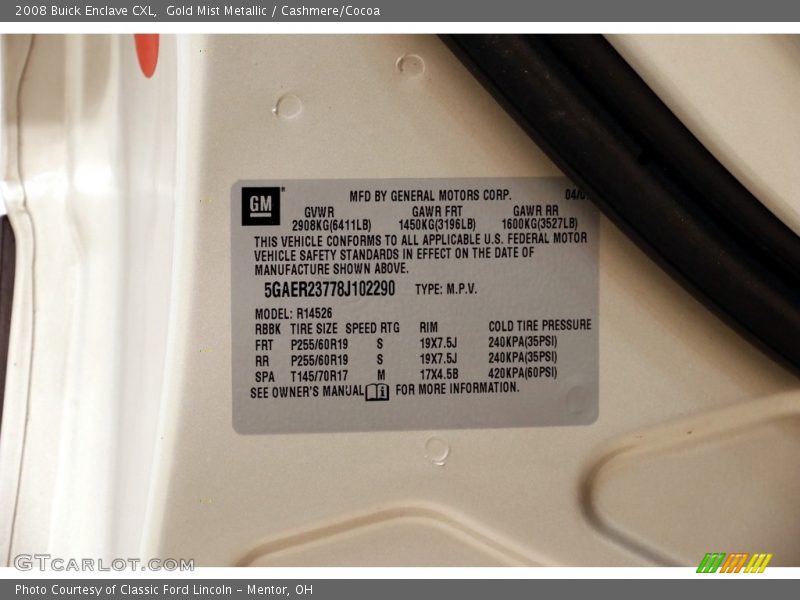 2008 Buick Enclave CXL,  Gold Mist Metallic / Cashmere/Cocoa
GM
MFD BY GENERAL MOTORS CORP.
GVWR GAWR FRT GAWR RR
2908KG(6411LB) 1450KG(3196LB) 1600KG(3527LB)
THIS VEHICLE CONFORMS TO ALL APPLICABLE U.S. FEDERAL MOTOR
VEHICLE SAFETY STANDARDS IN EFFECT ON THE DATE OF
MANUFACTURE SHOWN ABOVE.
5GAER23778J102290 TYPE: M.P.V.
MODEL: R14526
RBBK TIRE SIZE SPEED RTG RIM COLD TIRE PRESSURE
FRT P255/60R19 S 19X7.5J 240KPA(35PSI)
RR P255/60R19 S 19X7.5J 240KPA(35PSI)
SPA T145/70R17 M 17X4.5B 420KPA(60PSI)
SEE OWNER'S MANUAL FOR MORE INFORMATION.
GTCARLOT.COM
Photo Courtesy of Classic Ford Lincoln - Mentor, OH